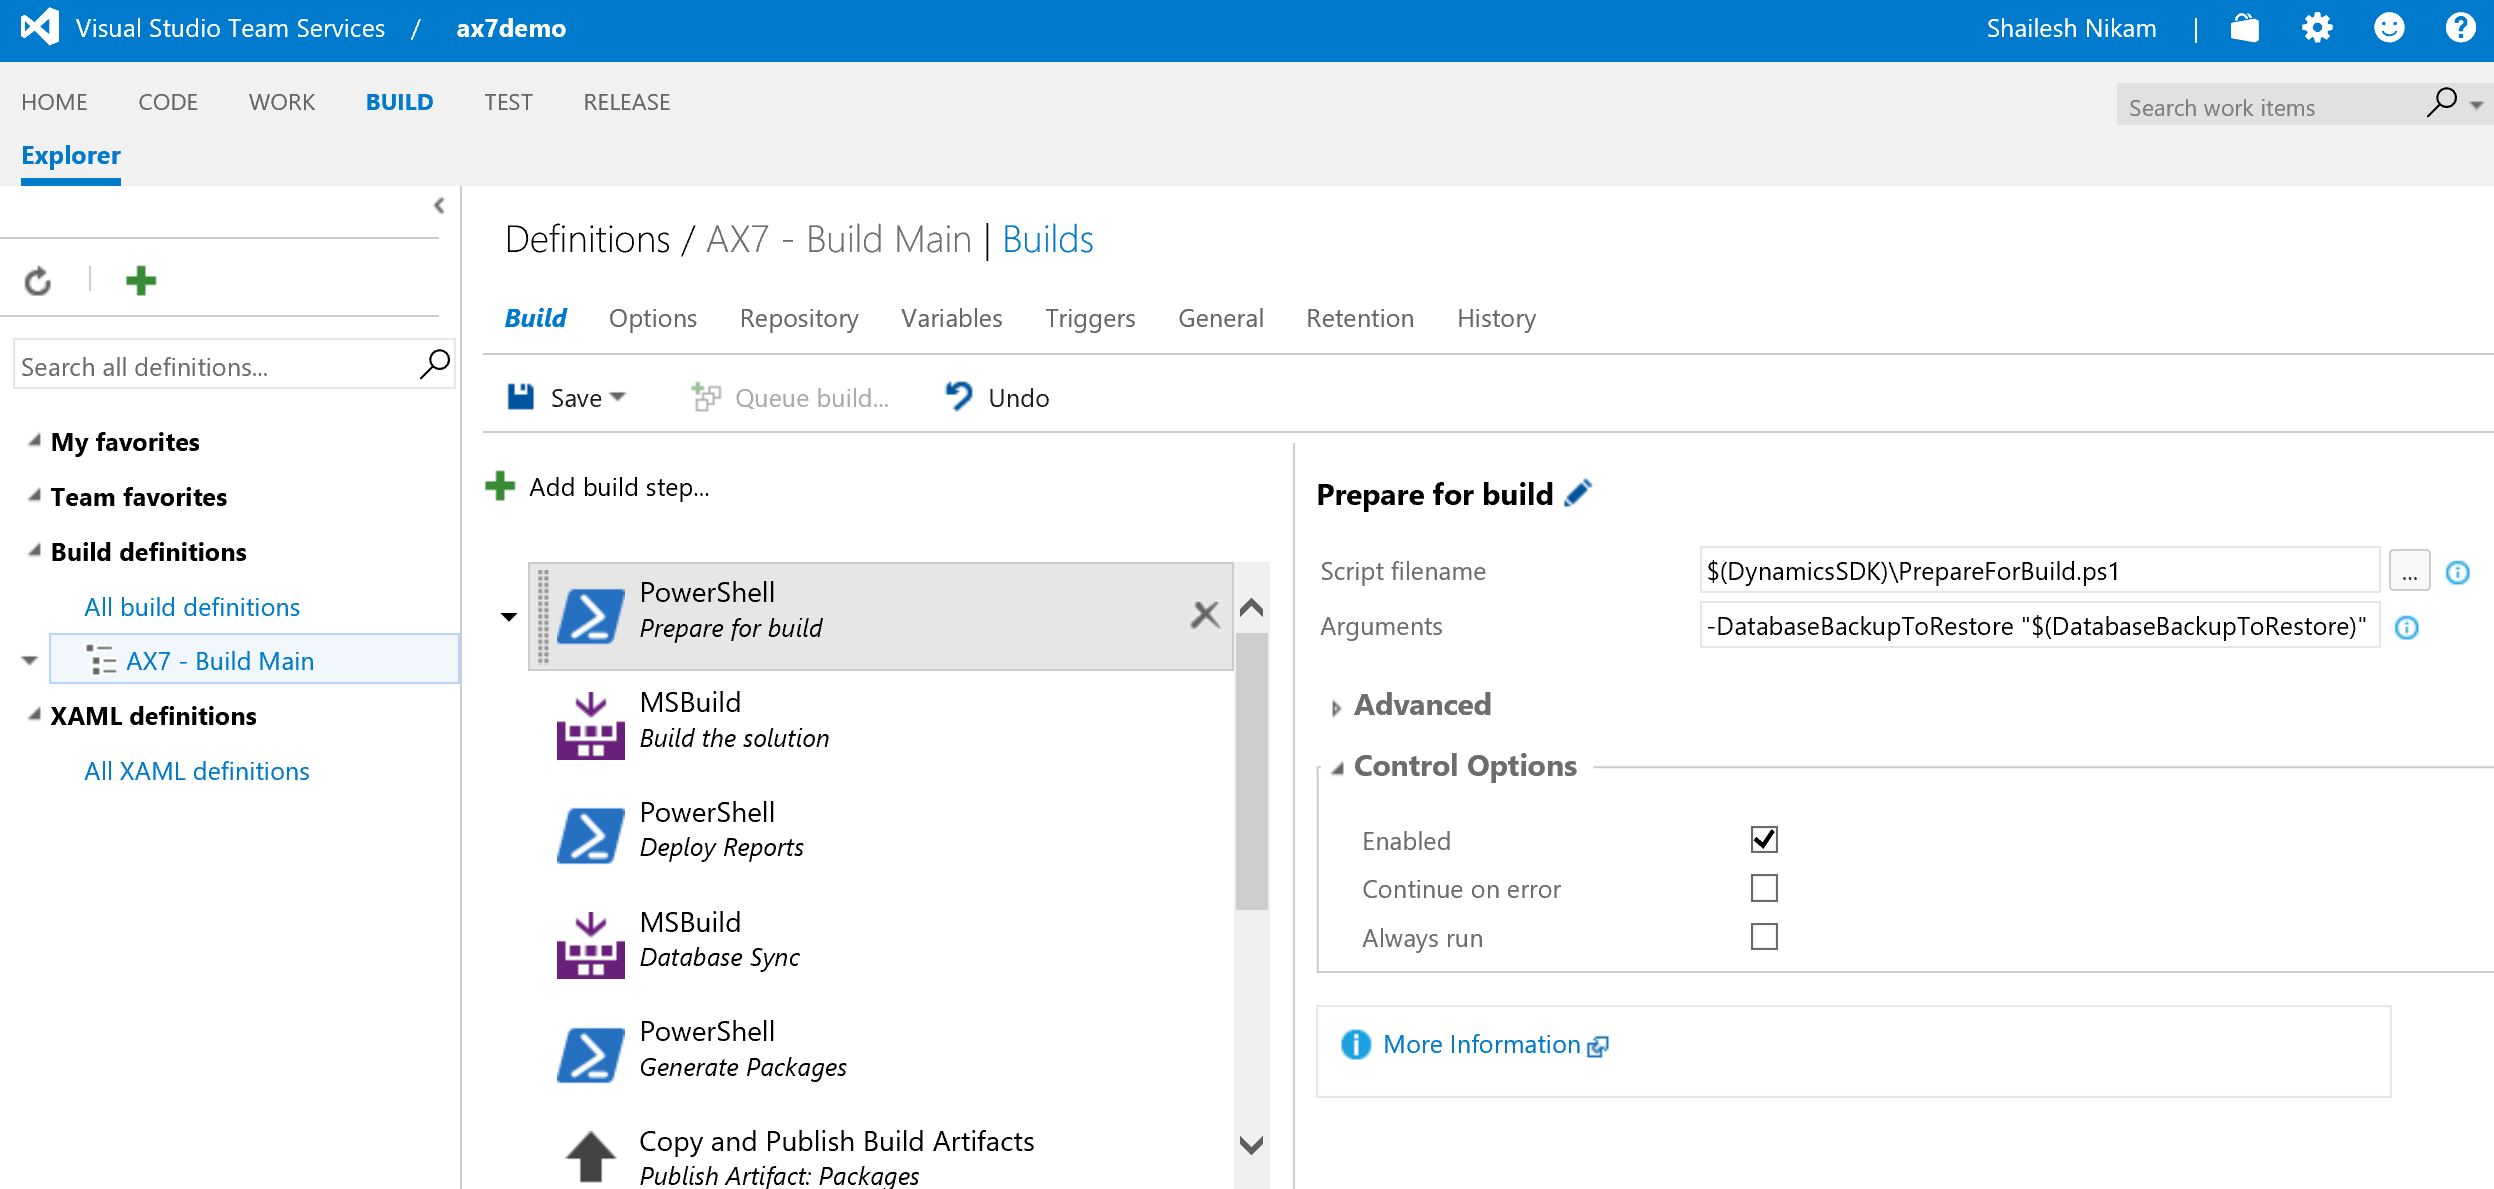 Visual Studio Team Services / ax7demo
Shailesh Nikam |
HOME CODE WORK BUILD TEST RELEASE
Search work items
Explorer
Search all definitions...
My favorites
Team favorites
Build definitions
All build definitions
AX7 - Build Main
XAML definitions
All XAML definitions
Definitions / AX7 - Build Main | Builds
Build Options Repository Variables Triggers General Retention History
Save Queue build... Undo
Add build step...
PowerShell
Prepare for build
MSBuild
Build the solution
PowerShell
Deploy Reports
MSBuild
Database Sync
PowerShell
Generate Packages
Copy and Publish Build Artifacts
Publish Artifact: Packages
Prepare for build
Script filename $(DynamicsSDK)\PrepareForBuild.ps1 ...
Arguments -DatabaseBackupToRestore "$(DatabaseBackupToRestore)"
Advanced
Control Options
Enabled
Continue on error
Always run
More Information